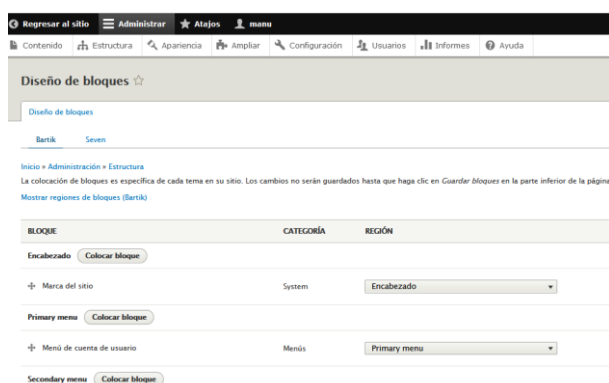 Regresar al sitio Administrar Atajos manu
Contenido Estructura Apariencia Ampliar Configuración Usuarios Informes Ayuda
Diseño de bloques
Diseño de bloques
Bartik Seven
Inicio » Administración » Estructura
La colocación de bloques es específica de cada tema en su sitio. Los cambios no serán guardados hasta que haga clic en Guardar bloques en la parte inferior de la página
Mostrar regiones de bloques (Bartik)
BLOQUE CATEGORÍA REGIÓN
Encabezado Colocar bloque
Marca del sitio System Encabezado
Primary menu Colocar bloque
Menú de cuenta de usuario Menús Primary menu
Secondary menu Colocar bloque